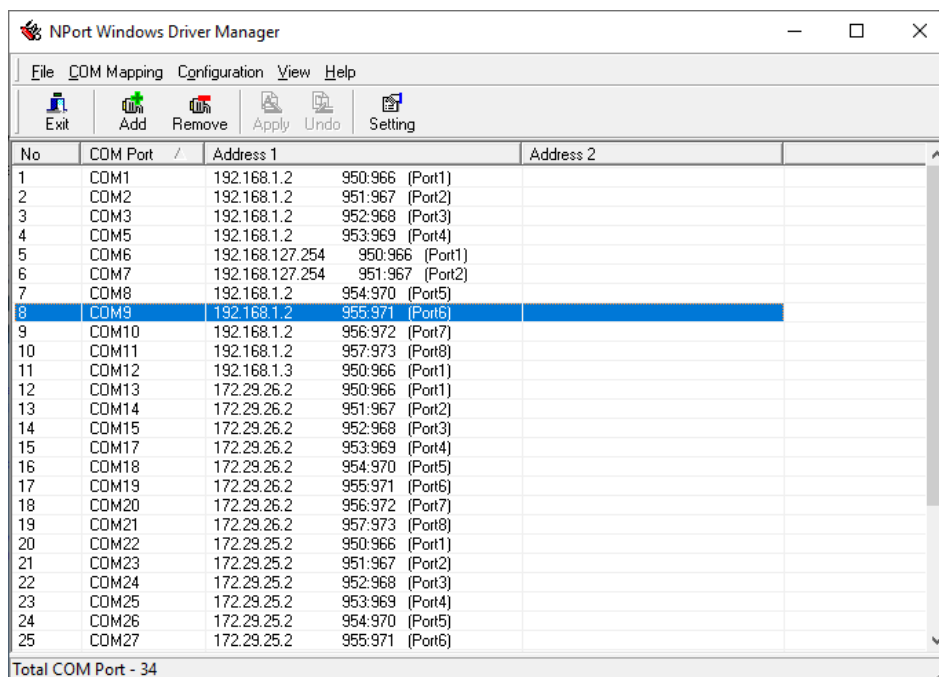 NPort Windows Driver Manager
File COM Mapping Configuration View Help
Exit Add Remove Apply Undo Setting
No COM Port Address 1 Address 2
1 COM1 192.168.1.2 950:966 (Port1)
2 COM2 192.168.1.2 951:967 (Port2)
3 COM3 192.168.1.2 952:968 (Port3)
4 COM5 192.168.1.2 953:969 (Port4)
5 COM6 192.168.127.254 950:966 (Port1)
6 COM7 192.168.127.254 951:967 (Port2)
7 COM8 192.168.1.2 954:970 (Port5)
8 COM9 192.168.1.2 955:971 (Port6)
9 COM10 192.168.1.2 956:972 (Port7)
10 COM11 192.168.1.2 957:973 (Port8)
11 COM12 192.168.1.3 950:966 (Port1)
12 COM13 172.29.26.2 950:966 (Port1)
13 COM14 172.29.26.2 951:967 (Port2)
14 COM15 172.29.26.2 952:968 (Port3)
15 COM17 172.29.26.2 953:969 (Port4)
16 COM18 172.29.26.2 954:970 (Port5)
17 COM19 172.29.26.2 955:971 (Port6)
18 COM20 172.29.26.2 956:972 (Port7)
19 COM21 172.29.26.2 957:973 (Port8)
20 COM22 172.29.25.2 950:966 (Port1)
21 COM23 172.29.25.2 951:967 (Port2)
22 COM24 172.29.25.2 952:968 (Port3)
23 COM25 172.29.25.2 953:969 (Port4)
24 COM26 172.29.25.2 954:970 (Port5)
25 COM27 172.29.25.2 955:971 (Port6)
Total COM Port - 34